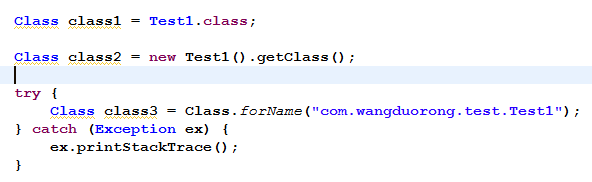 Class class1 = Test1.class;
Class class2 = new Test1().getClass();
try {
Class class3 = Class.forName("com.wangduorong.test.Test1");
} catch (Exception ex) {
ex.printStackTrace();
}